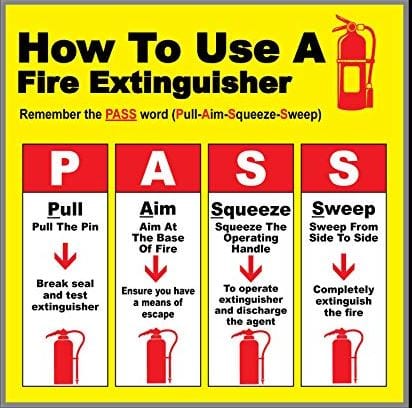 How To Use A
Fire Extinguisher
Remember the PASS word (Pull-Aim-Squeeze-Sweep)
P
Pull
Pull The Pin
Break seal
and test
extinguisher
A
Aim
Aim At
The Base
Of Fire
Ensure you have
a means of
escape
S
Squeeze
Squeeze The
Operating
Handle
To operate
extinguisher
and discharge
the agent
S
Sweep
Sweep From
Side To Side
Completely
extinguish
the fire